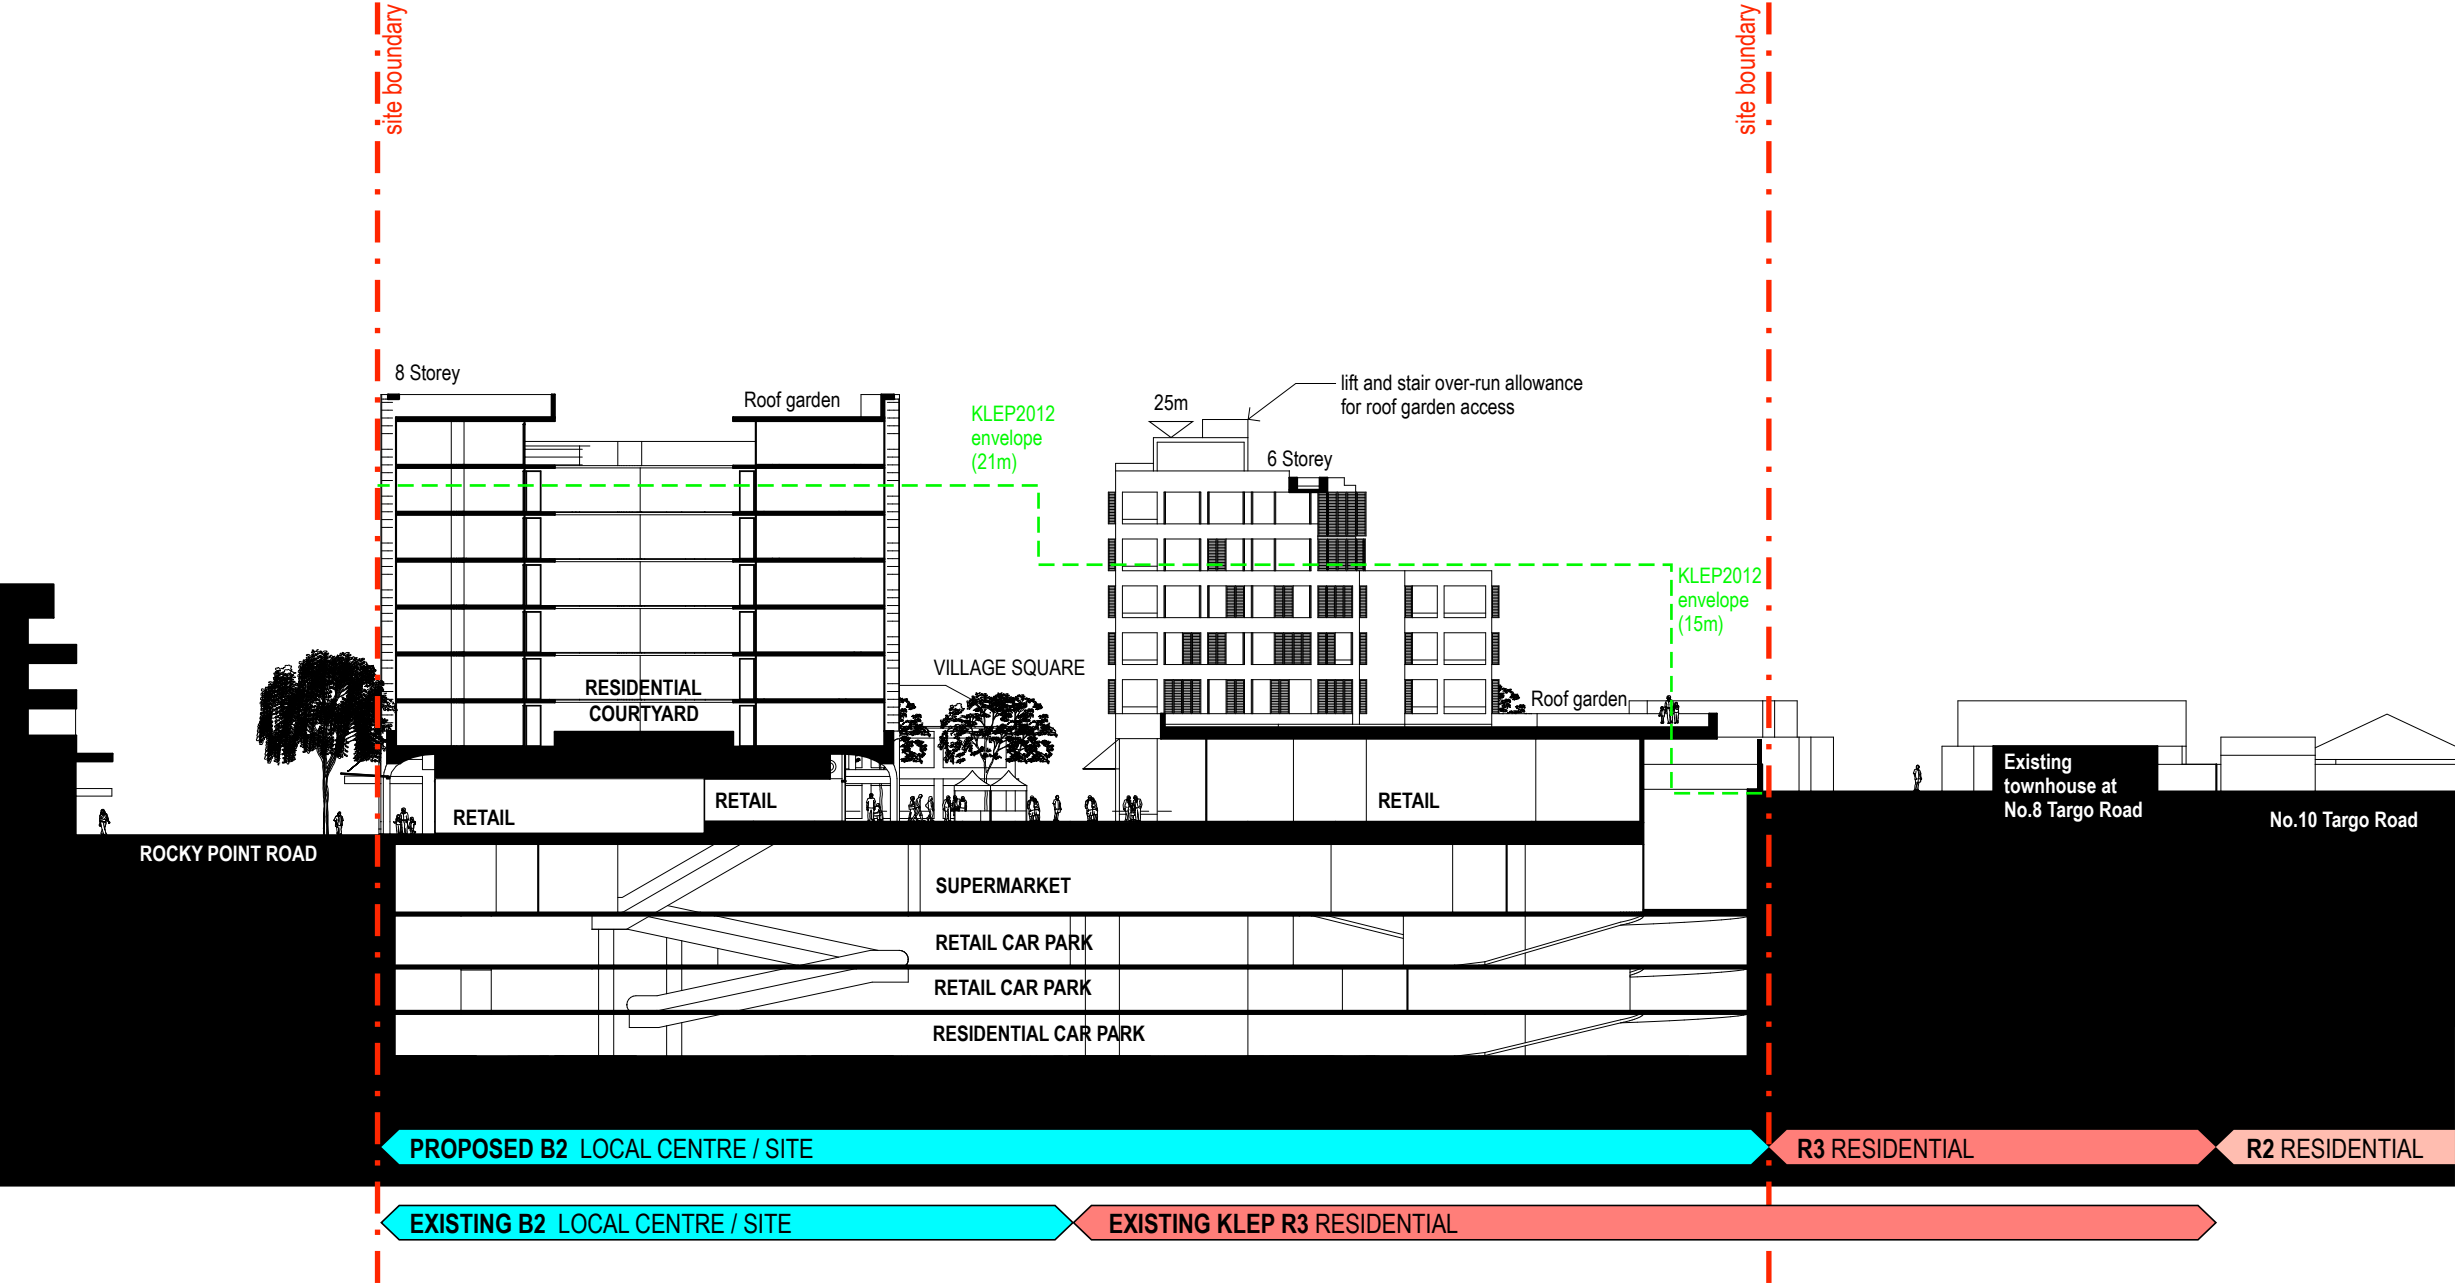 site boundary
site boundary
8 Storey
Roof garden
KLEP2012
envelope
(21m)
25m
lift and stair over-run allowance
for roof garden access
6 Storey
KLEP2012
envelope
(15m)
VILLAGE SQUARE
RESIDENTIAL
COURTYARD
Roof garden
RETAIL
RETAIL
RETAIL
Existing
townhouse at
No.8 Targo Road
No.10 Targo Road
ROCKY POINT ROAD
SUPERMARKET
RETAIL CAR PARK
RETAIL CAR PARK
RESIDENTIAL CAR PARK
PROPOSED B2 LOCAL CENTRE / SITE
R3 RESIDENTIAL
R2 RESIDENTIAL
EXISTING B2 LOCAL CENTRE / SITE
EXISTING KLEP R3 RESIDENTIAL